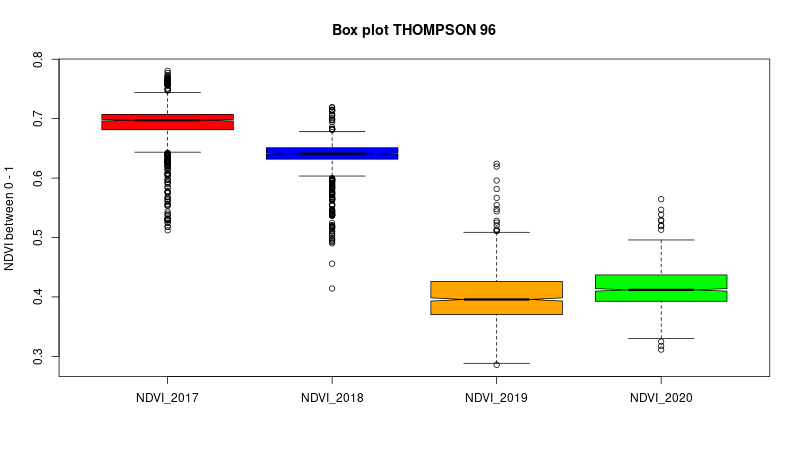 Box plot THOMPSON 96
NDVI between 0 - 1
0.8
0.7
0.6
0.5
0.4
0.3
NDVI_2017
NDVI_2018
NDVI_2019
NDVI_2020